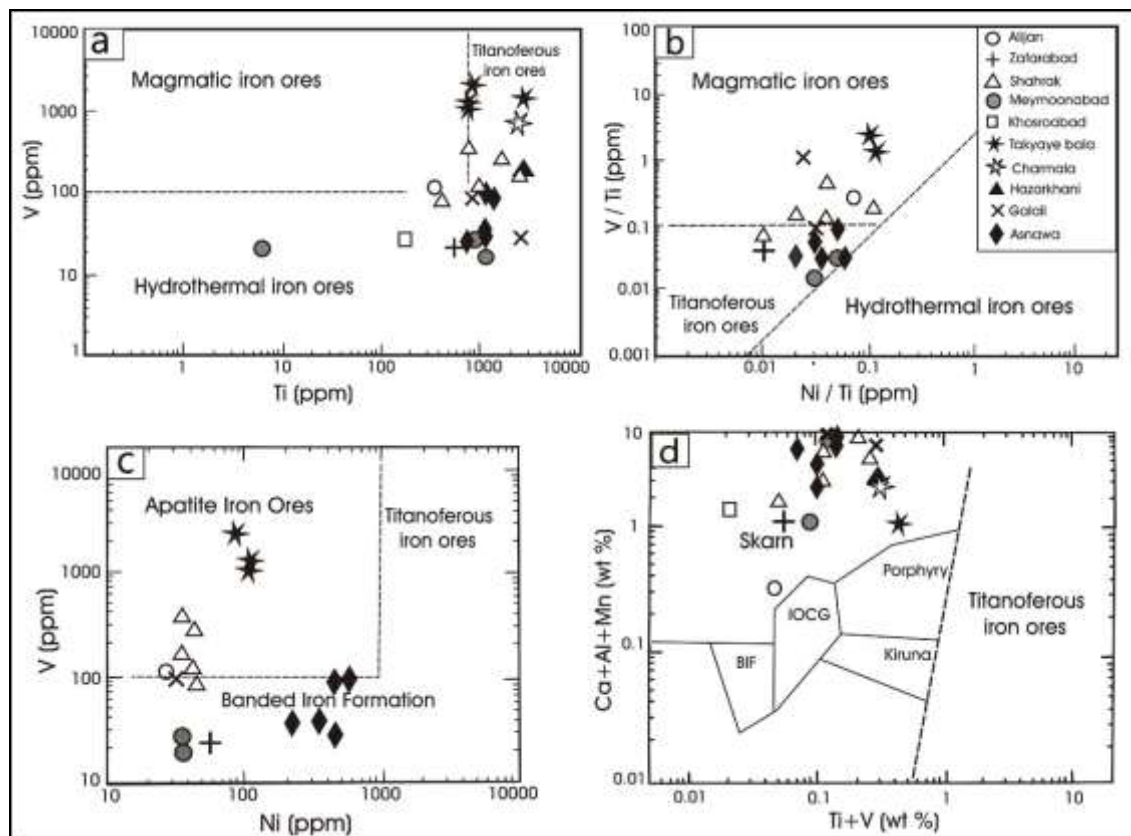 a
10000
1000
100
10
1
V (ppm)
Magmatic iron ores
Titanoferous
iron ores
Hydrothermal iron ores
1
10
100
1000
10000
Ti (ppm)
b
100
10
1
0.1
0.01
0.001
V / Ti (ppm)
Magmatic iron ores
Titanoferous
iron ores
Hydrothermal iron ores
0.01
0.1
1
10
Ni / Ti (ppm)
Alijan
Zafarabad
Shahrak
Meymoonabad
Khosroabad
Takyaye bala
Charmala
Hazarkhani
Galali
Asnawa
c
10000
1000
100
10
V (ppm)
Apatite Iron Ores
Titanoferous
iron ores
Banded Iron Formation
10
100
1000
10000
Ni (ppm)
d
10
1
0.1
0.01
Ca+Al+Mn (wt %)
Skarn
Porphyry
IOCG
BIF
Kiruna
Titanoferous
iron ores
0.01
0.1
1
10
Ti+V (wt %)